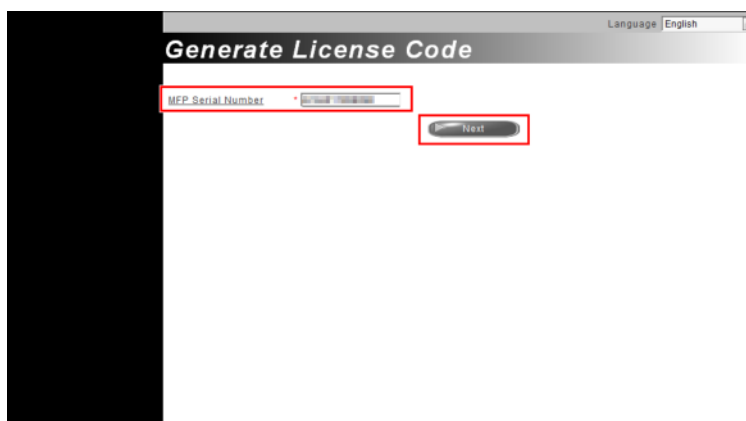 Language English
Generate License Code
MFP Serial Number *
Next